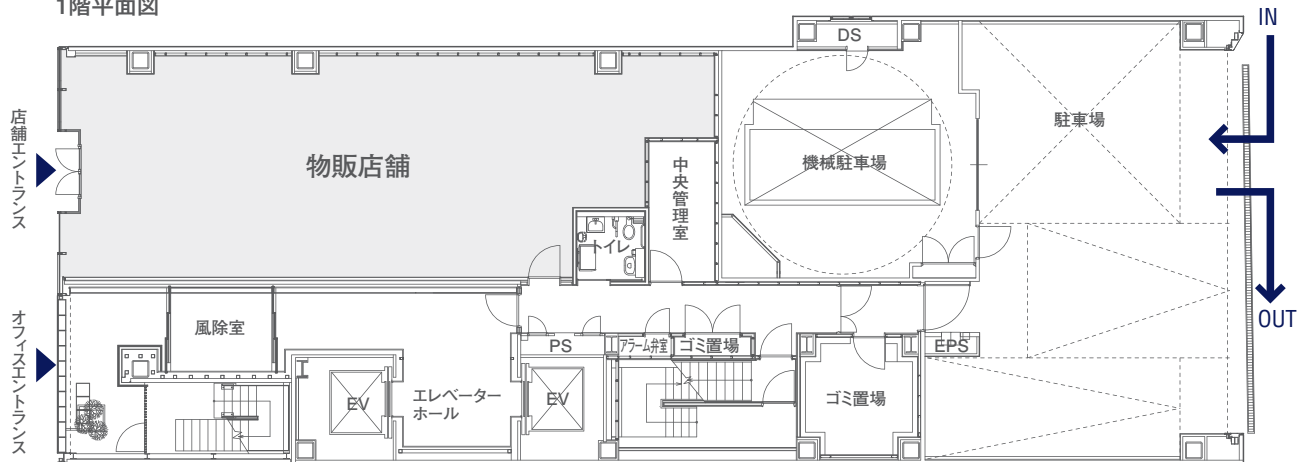 1階平面図
IN
DS
駐車場
店舗エントランス
物販店舗
中央管理室
機械駐車場
トイレ
オフィスエントランス
風除室
OUT
PS
アラーム弁室
ゴミ置場
EPS
EV
エレベーター
ホール
EV
ゴミ置場